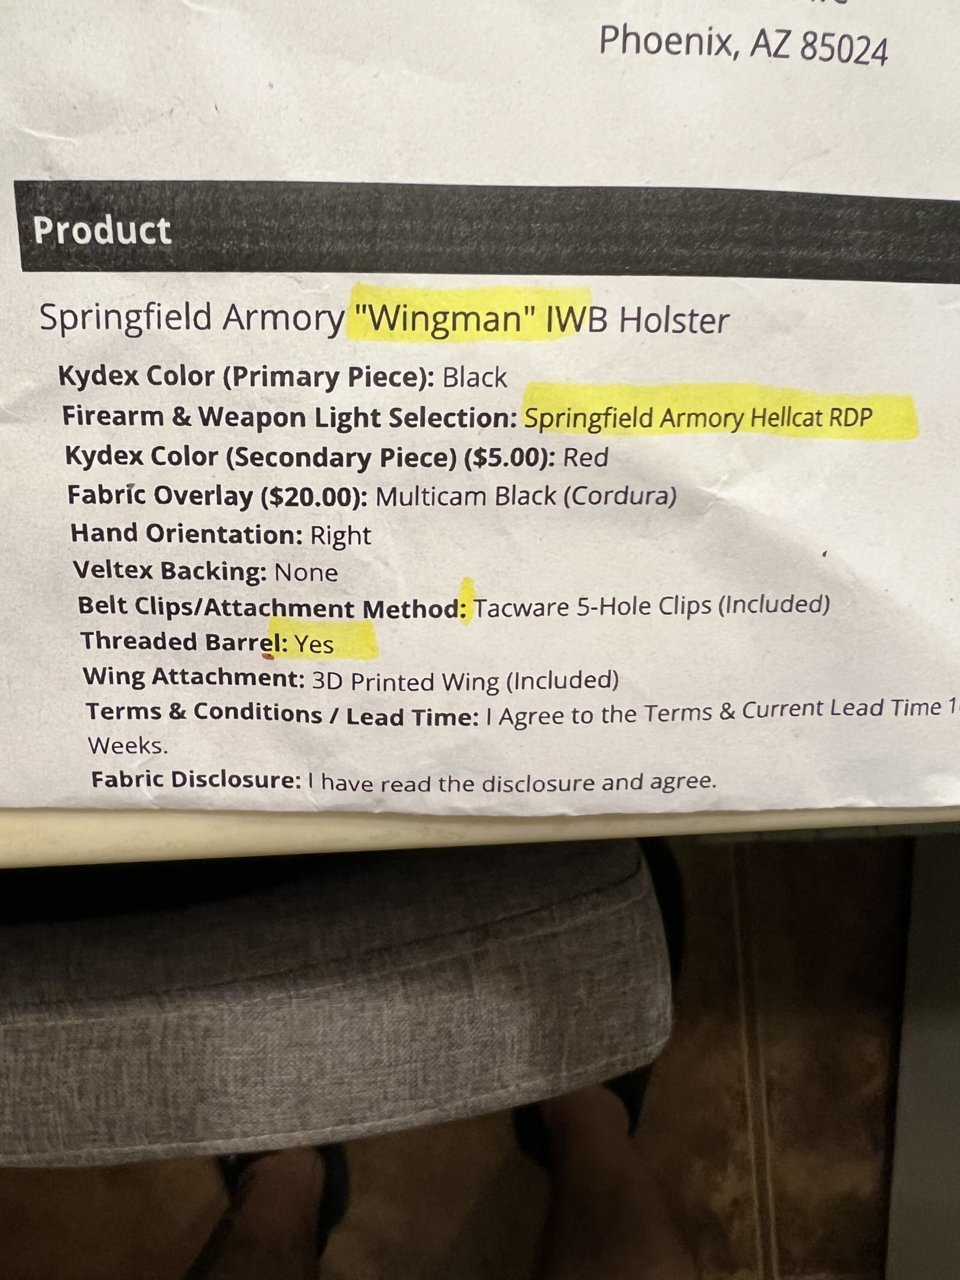 Phoenix, AZ 85024
Product
Springfield Armory "Wingman" IWB Holster
Kydex Color (Primary Piece): Black
Firearm & Weapon Light Selection: Springfield Armory Hellcat RDP
Kydex Color (Secondary Piece) ($5.00): Red
Fabric Overlay ($20.00): Multicam Black (Cordura)
Hand Orientation: Right
Veltex Backing: None
Belt Clips/Attachment Method: Tacware 5-Hole Clips (Included)
Threaded Barrel: Yes
Wing Attachment: 3D Printed Wing (Included)
Terms & Conditions / Lead Time: I Agree to the Terms & Current Lead Time
Weeks.
Fabric Disclosure: I have read the disclosure and agree.